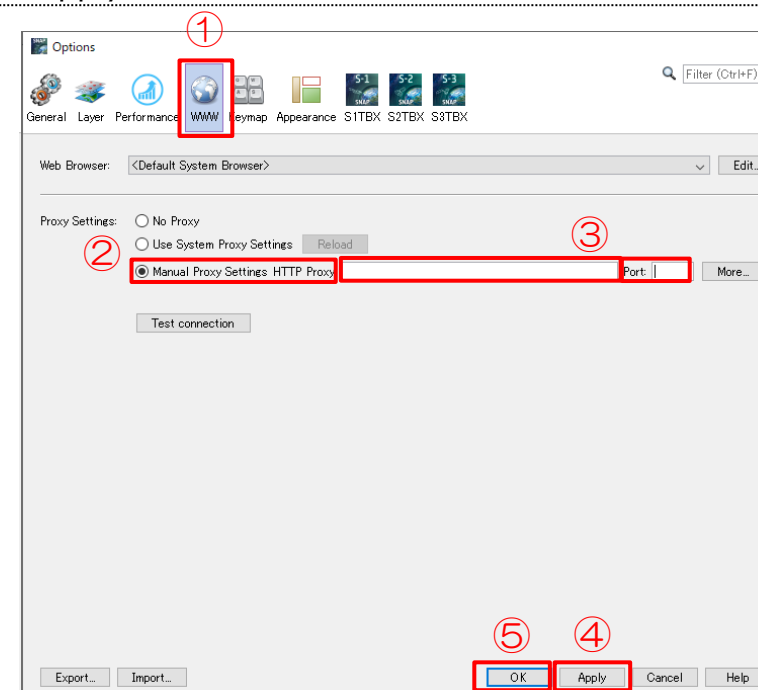 ①
Options
Filter (Ctrl+F)
S-1 SNAP S-2 SNAP S-3 SNAP
General Layer Performance WWW Keymap Appearance S1TBX S2TBX S3TBX
Web Browser: <Default System Browser> Edit...
Proxy Settings: No Proxy
Use System Proxy Settings Reload
② ③
Manual Proxy Settings HTTP Proxy Port: More...
Test connection
⑤ ④
Export... Import... OK Apply Cancel Help